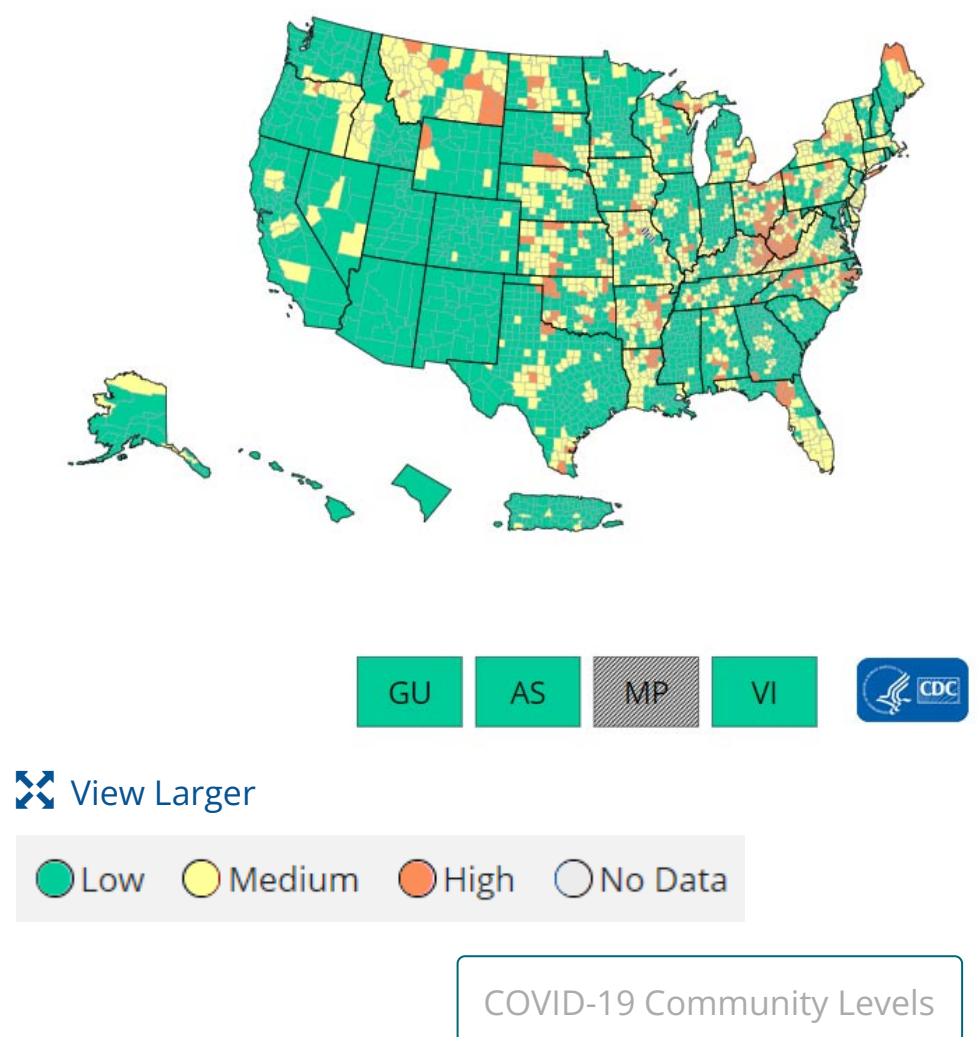 GU AS MP VI CDC
View Larger
Low Medium High No Data
COVID-19 Community Levels